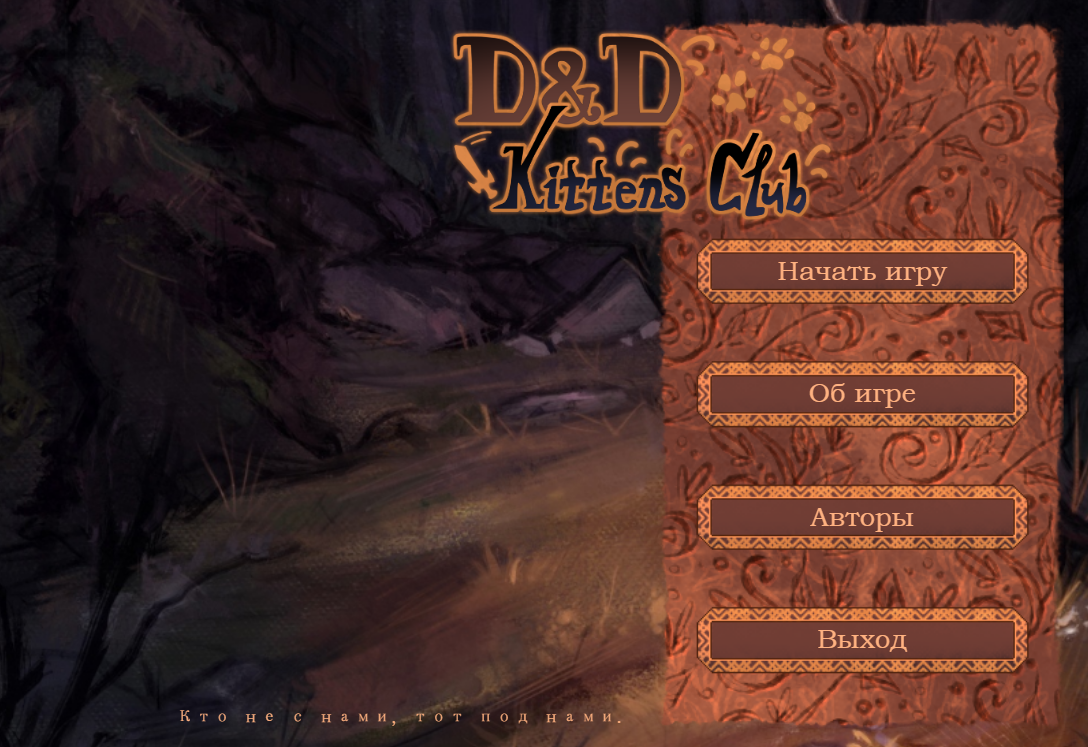 D&D
Kittens Club
Начать игру
Об игре
Авторы
Выход
Кто не с нами, тот под нами.